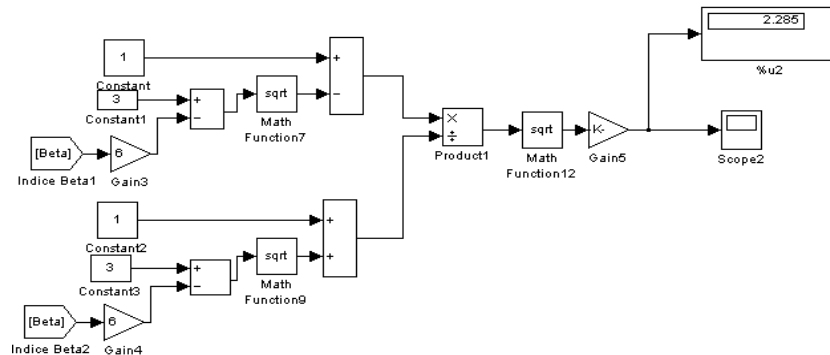 2.285
%u2
1
Constant
+
−
3
Constant1
+
−
sqrt
Math
Function7
[Beta]
Indice Beta1
6
Gain3
×
÷
Product1
sqrt
Math
Function12
K-
Gain5
Scope2
1
Constant2
+
+
3
Constant3
+
−
sqrt
Math
Function9
[Beta]
Indice Beta2
6
Gain4